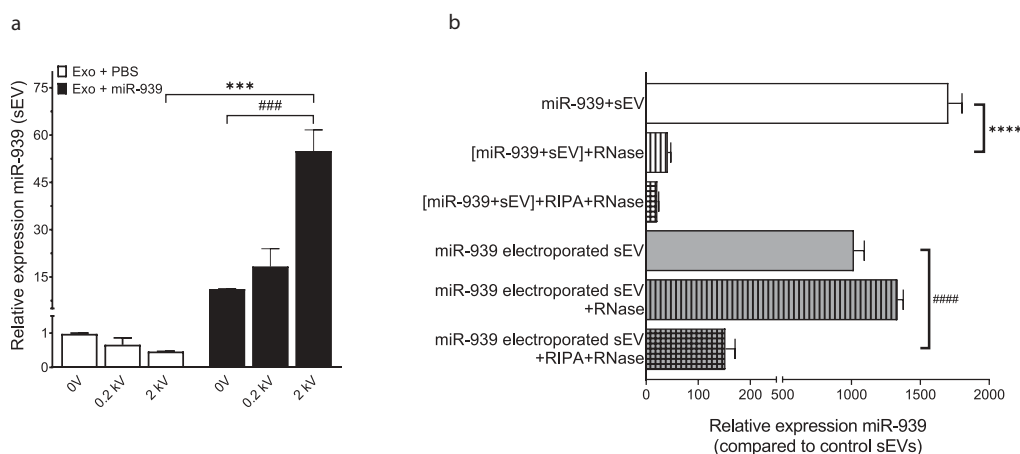 a
Exo + PBS
Exo + miR-939
Relative expression miR-939 (sEV)
75
60
45
30
15
1
0
***
###
0V
0.2 kV
2 kV
0V
0.2 kV
2 kV
b
miR-939+sEV
[miR-939+sEV]+RNase
[miR-939+sEV]+RIPA+RNase
miR-939 electroporated sEV
miR-939 electroporated sEV
+RNase
miR-939 electroporated sEV
+RIPA+RNase
****
####
0 100 200 500 1000 1500 2000
Relative expression miR-939
(compared to control sEVs)